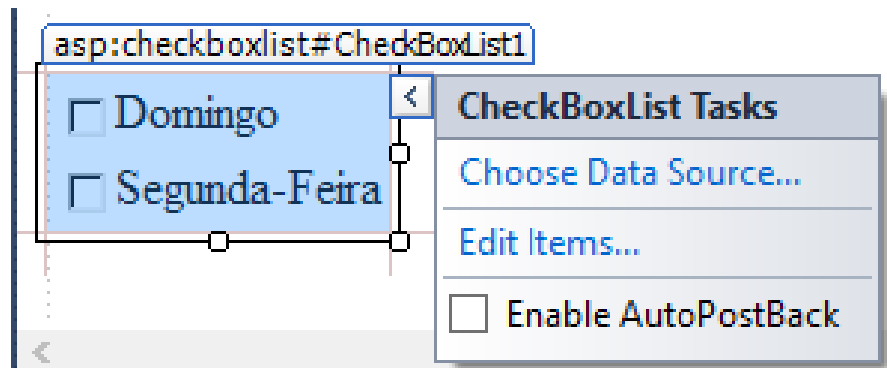 asp:checkboxlist#CheckBoxList1
Domingo
Segunda-Feira
CheckBoxList Tasks
Choose Data Source...
Edit Items...
Enable AutoPostBack